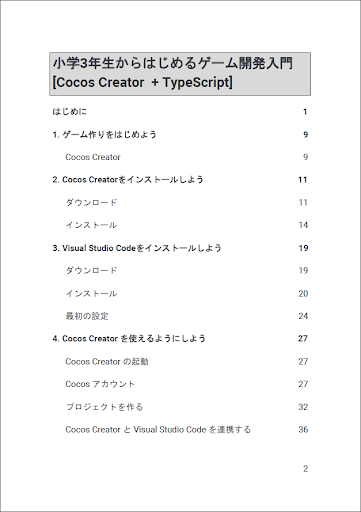 小学3年生からはじめるゲーム開発入門
[Cocos Creator + TypeScript]
はじめに 1
1. ゲーム作りをはじめよう 9
Cocos Creator 9
2. Cocos Creatorをインストールしよう 11
ダウンロード 11
インストール 14
3. Visual Studio Codeをインストールしよう 19
ダウンロード 19
インストール 20
最初の設定 24
4. Cocos Creator を使えるようにしよう 27
Cocos Creator の起動 27
Cocos アカウント 27
プロジェクトを作る 32
Cocos Creator と Visual Studio Code を連携する 36
2